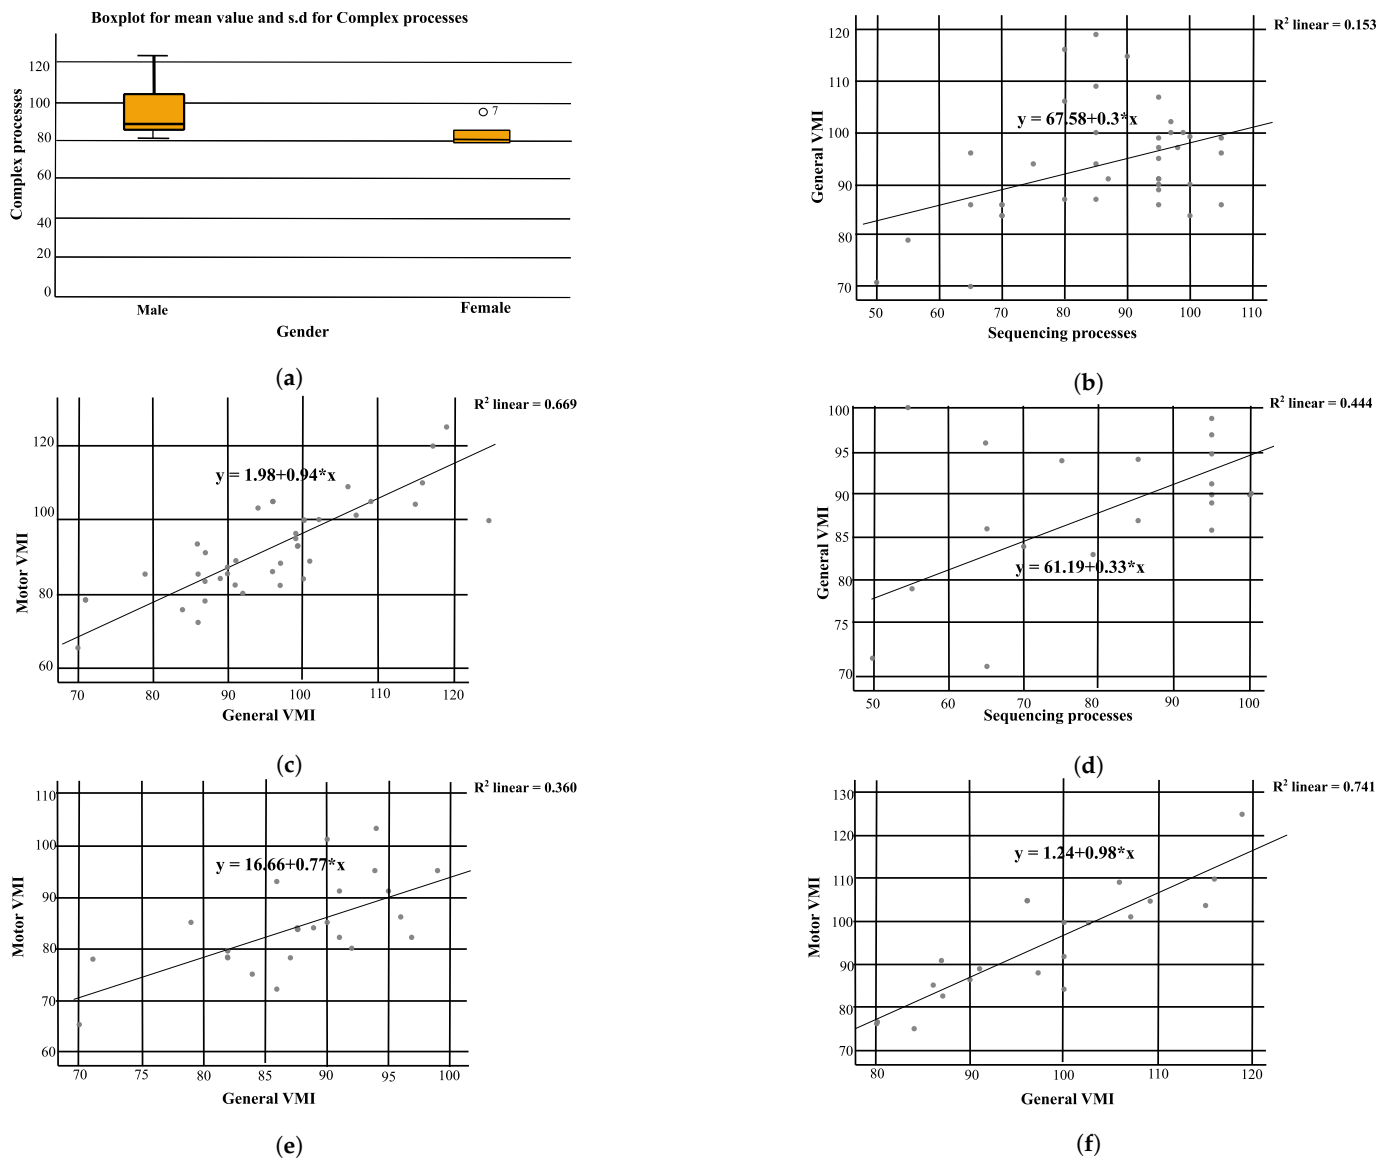 Boxplot for mean value and s.d for Complex processes
Complex processes
120
100
80
60
40
20
0
7
Male
Female
Gender
(a)
R² linear = 0.153
General VMI
120
110
100
90
80
70
y = 67.58+0.3*x
50 60 70 80 90 100 110
Sequencing processes
(b)
R² linear = 0.669
Motor VMI
120
100
80
60
y = 1.98+0.94*x
70 80 90 100 110 120
General VMI
(c)
R² linear = 0.444
General VMI
100
95
90
85
80
75
70
y = 61.19+0.33*x
50 60 70 80 90 100
Sequencing processes
(d)
R² linear = 0.360
Motor VMI
110
100
90
80
70
60
y = 16.66+0.77*x
70 75 80 85 90 95 100
General VMI
(e)
R² linear = 0.741
Motor VMI
130
120
110
100
90
80
70
y = 1.24+0.98*x
80 90 100 110 120
General VMI
(f)